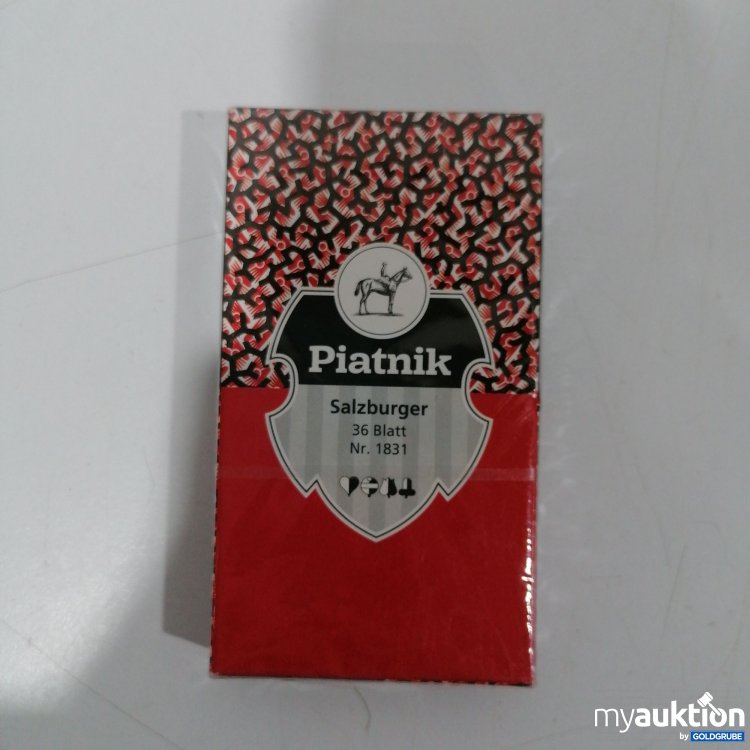 Piatnik
Salzburger
36 Blatt
Nr. 1831
myauktion
by GOLDGRUBE